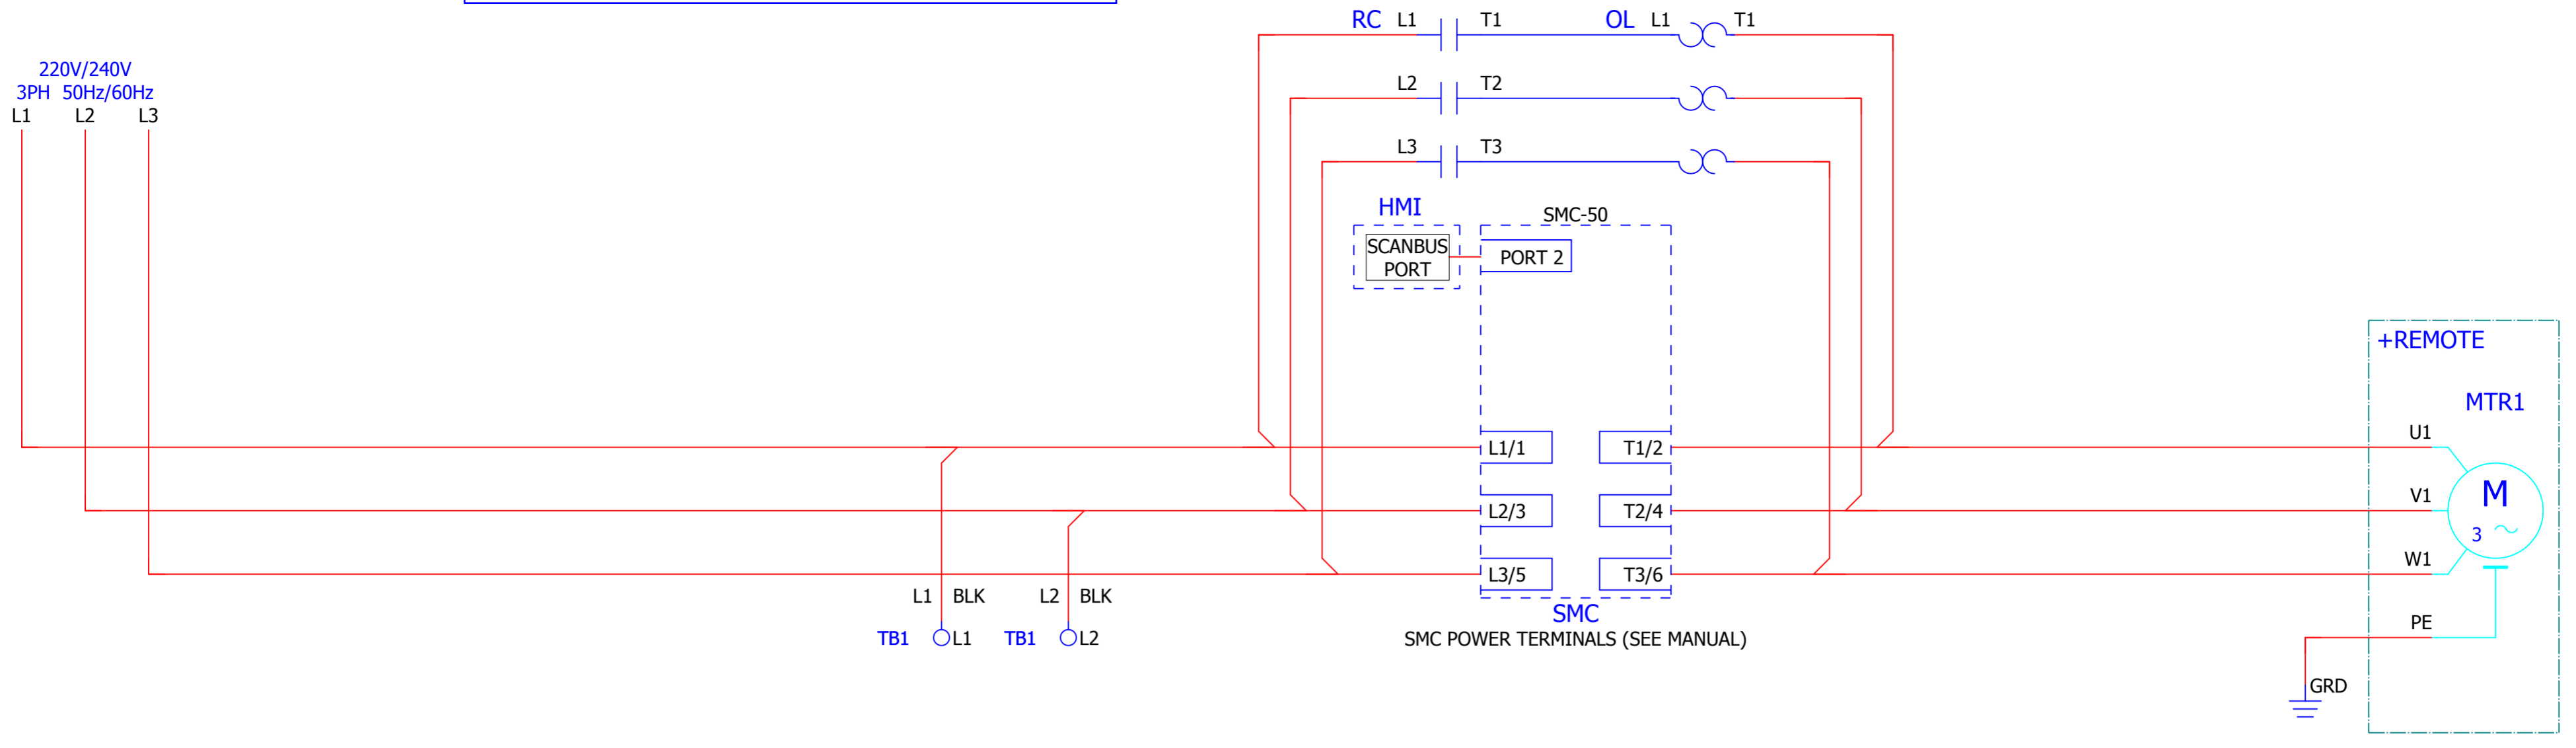 RC L1 T1 OL L1 T1
220V/240V
3PH 50Hz/60Hz
L1 L2 L3
L2 T2
L3 T3
HMI
SCANBUS
PORT
SMC-50
PORT 2
+REMOTE
MTR1
L1/1 T1/2
U1
L2/3 T2/4
V1
M
3
L3/5 T3/6
W1
L1 BLK L2 BLK
SMC
TB1 L1 TB1 L2
SMC POWER TERMINALS (SEE MANUAL)
PE
GRD